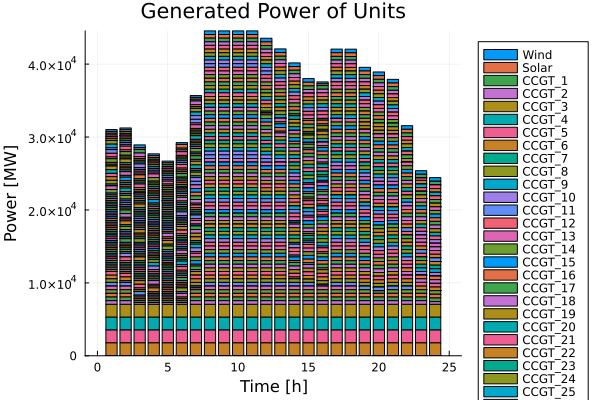 Generated Power of Units
Power [MW]
4.0×10⁴
3.0×10⁴
2.0×10⁴
1.0×10⁴
0
0 5 10 15 20 25
Time [h]
Wind
Solar
CCGT_1
CCGT_2
CCGT_3
CCGT_4
CCGT_5
CCGT_6
CCGT_7
CCGT_8
CCGT_9
CCGT_10
CCGT_11
CCGT_12
CCGT_13
CCGT_14
CCGT_15
CCGT_16
CCGT_17
CCGT_18
CCGT_19
CCGT_20
CCGT_21
CCGT_22
CCGT_23
CCGT_24
CCGT_25